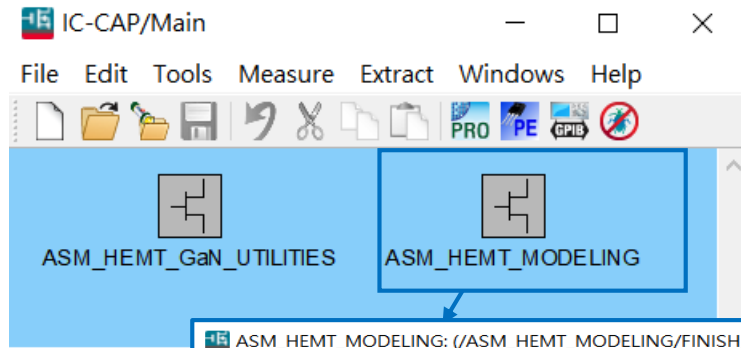 IC-CAP/Main
File Edit Tools Measure Extract Windows Help
PRO PE GPIB
ASM_HEMT_GaN_UTILITIES ASM_HEMT_MODELING
ASM_HEMT_MODELING: (/ASM_HEMT_MODELING/FINISH